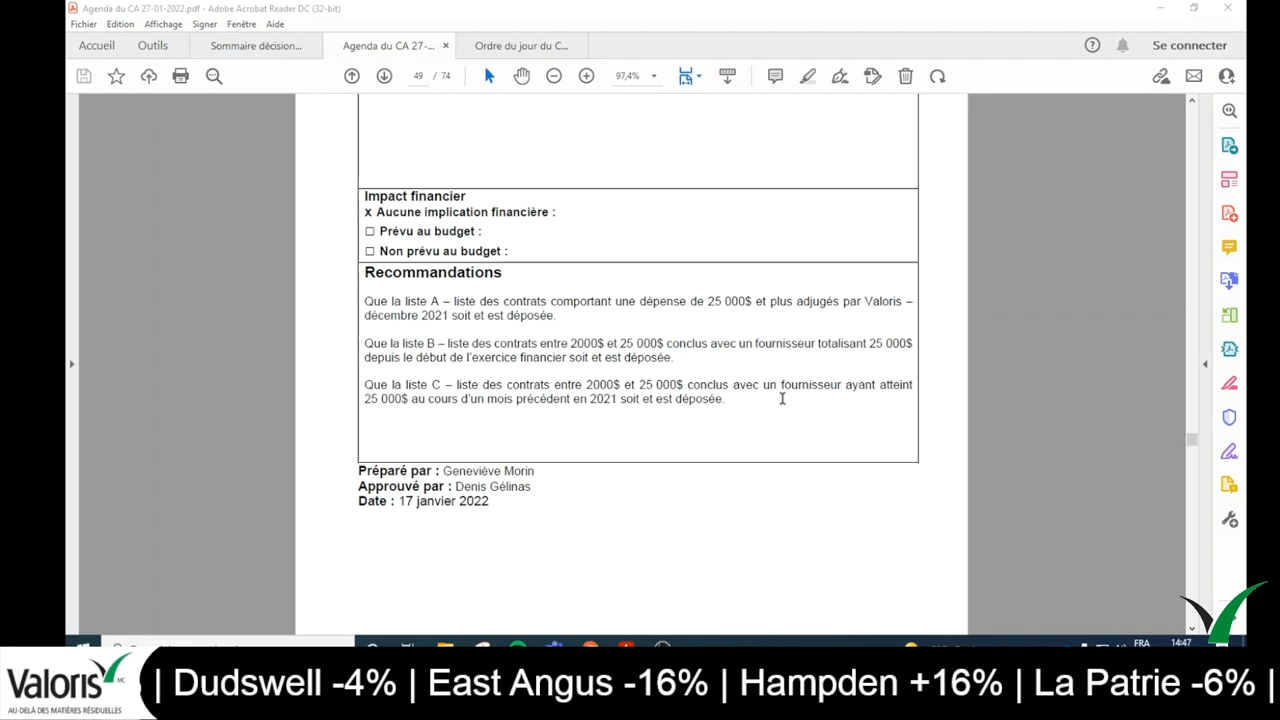 Agenda du CA 27-01-2022.pdf - Adobe Acrobat Reader DC (32-bit)
Fichier Edition Affichage Signer Fenêtre Aide
Accueil Outils Sommaire décision... Agenda du CA 27-... × Ordre du jour du C... Se connecter
49 / 74 97,4%
Impact financier
x Aucune implication financière :
☐ Prévu au budget :
☐ Non prévu au budget :
Recommandations
Que la liste A – liste des contrats comportant une dépense de 25 000$ et plus adjugés par Valoris –
décembre 2021 soit et est déposée.
Que la liste B – liste des contrats entre 2000$ et 25 000$ conclus avec un fournisseur totalisant 25 000$
depuis le début de l'exercice financier soit et est déposée.
Que la liste C – liste des contrats entre 2000$ et 25 000$ conclus avec un fournisseur ayant atteint
25 000$ au cours d'un mois précédent en 2021 soit et est déposée.
Préparé par : Geneviève Morin
Approuvé par : Denis Gélinas
Date : 17 janvier 2022
FRA 14:47
Valoris MC
AU-DELÀ DES MATIÈRES RÉSIDUELLES
| Dudswell -4% | East Angus -16% | Hampden +16% | La Patrie -6% |